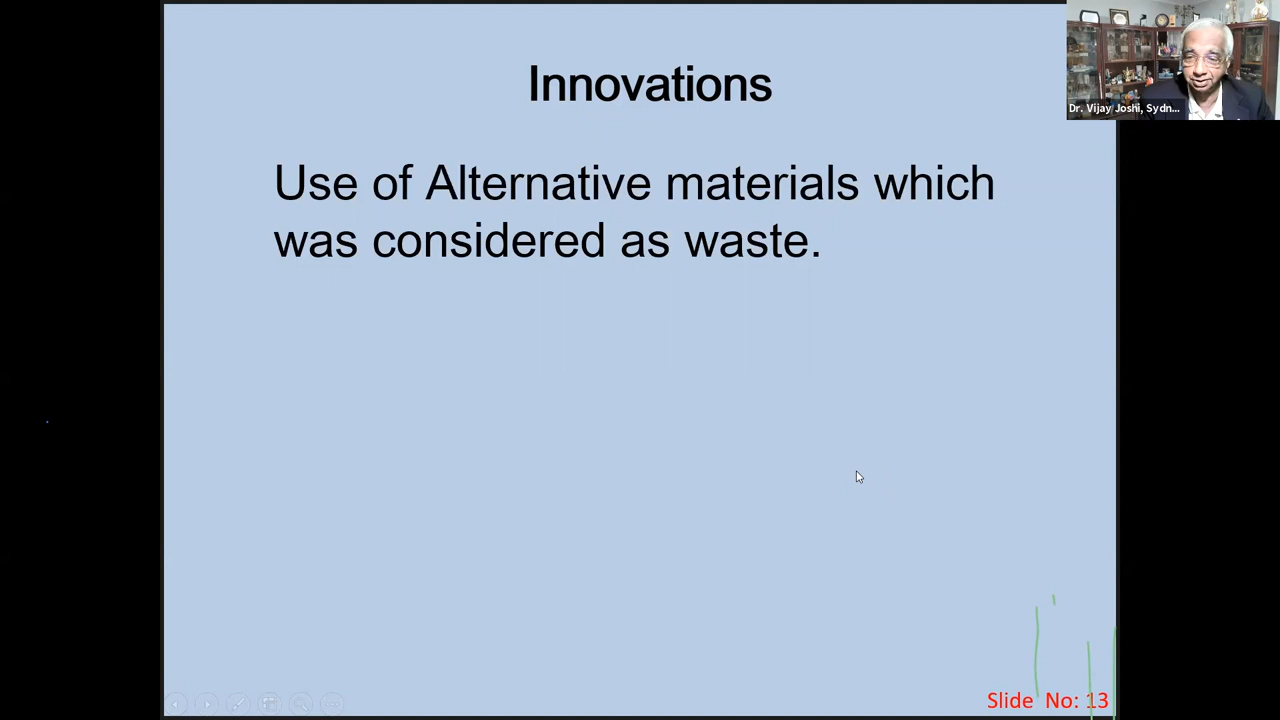 Innovations
Dr. Vijay Joshi, Sydn...
Use of Alternative materials which
was considered as waste.
Slide No: 13